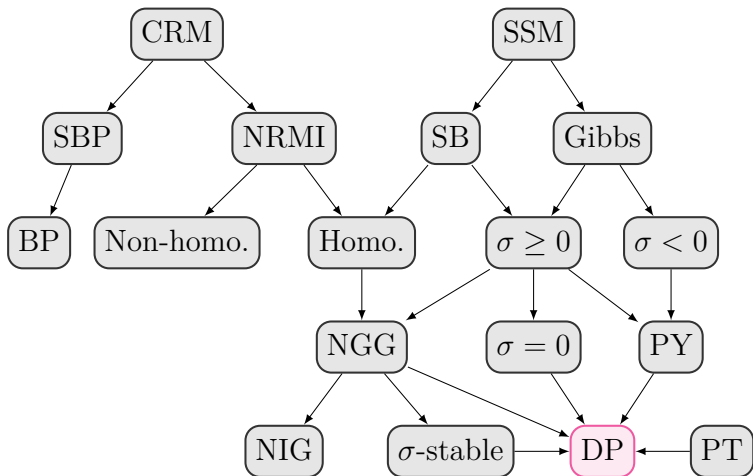 CRM SSM
SBP NRMI SB Gibbs
BP Non-homo. Homo. σ ≥ 0 σ < 0
NGG σ = 0 PY
NIG σ-stable DP PT